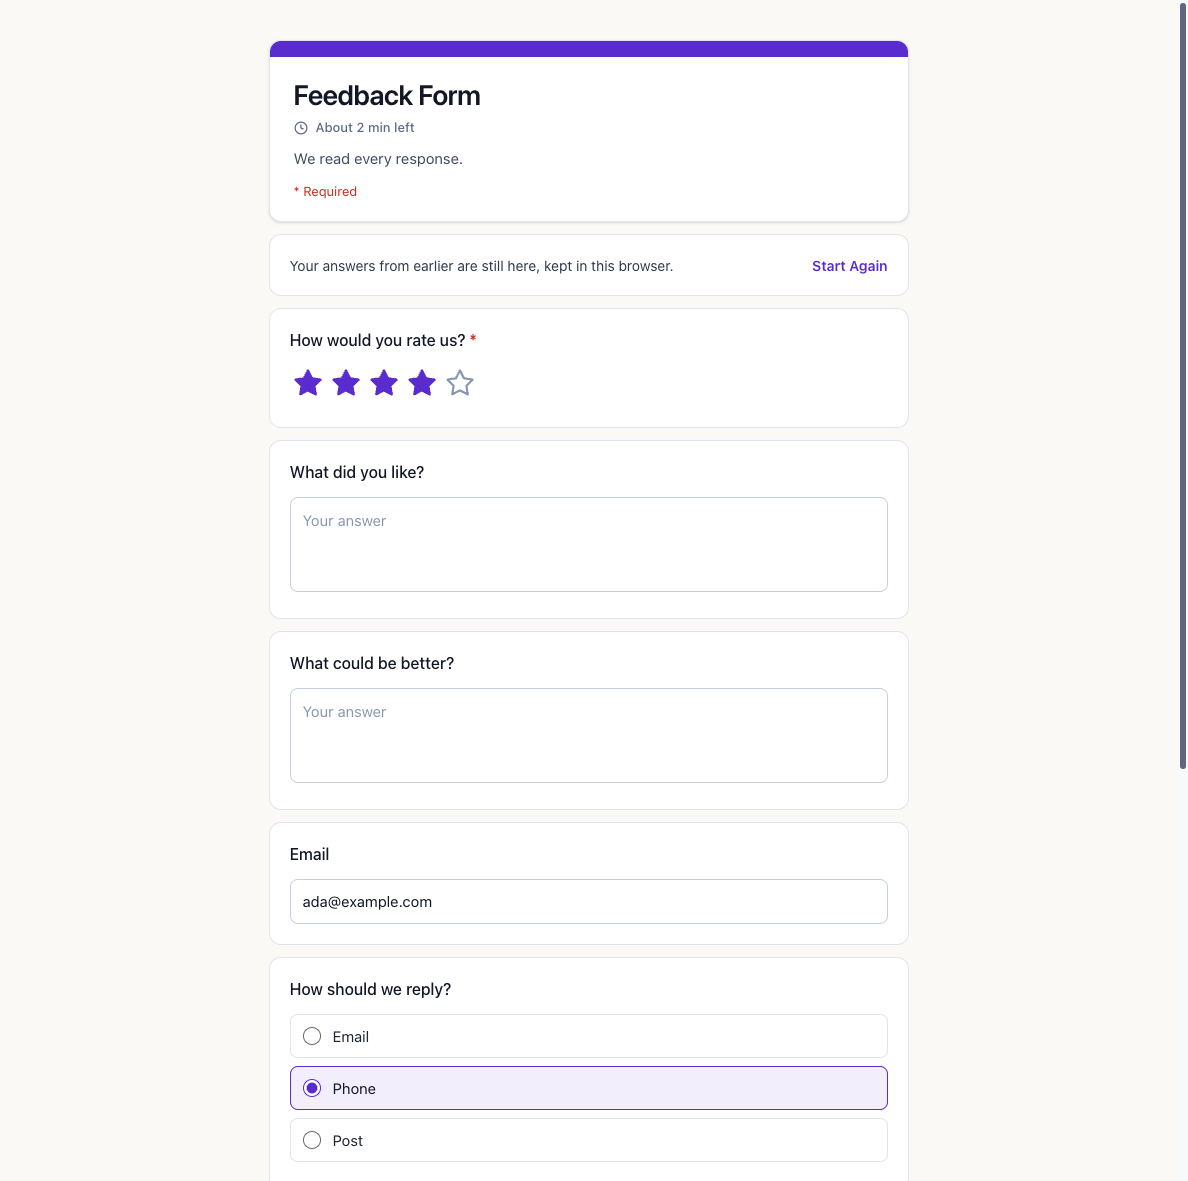 Feedback Form
About 2 min left
We read every response.
* Required
Your answers from earlier are still here, kept in this browser.
Start Again
How would you rate us? *
What did you like?
Your answer
What could be better?
Your answer
Email
ada@example.com
How should we reply?
Email
Phone
Post